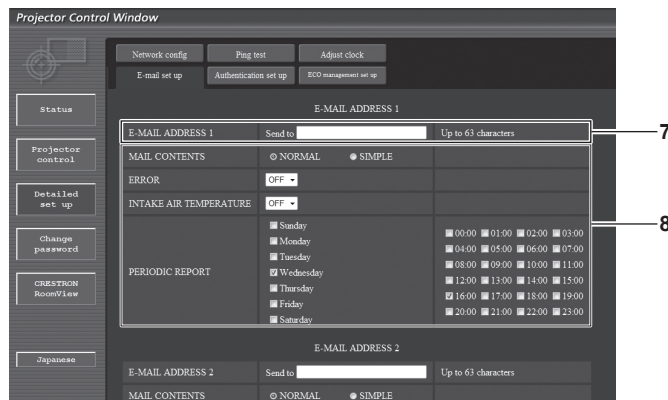 Projector Control Window
Network config Ping test Adjust clock
E-mail set up Authentication set up ECO management set up
Status
Projector control
Detailed set up
Change password
CRESTRON RoomView
Japanese
E-MAIL ADDRESS 1
E-MAIL ADDRESS 1 Send to Up to 63 characters 7
MAIL CONTENTS NORMAL SIMPLE
ERROR OFF
INTAKE AIR TEMPERATURE OFF
8
PERIODIC REPORT
Sunday
Monday
Tuesday
Wednesday
Thursday
Friday
Saturday
00:00 01:00 02:00 03:00
04:00 05:00 06:00 07:00
08:00 09:00 10:00 11:00
12:00 13:00 14:00 15:00
16:00 17:00 18:00 19:00
20:00 21:00 22:00 23:00
E-MAIL ADDRESS 2
E-MAIL ADDRESS 2 Send to Up to 63 characters
MAIL CONTENTS NORMAL SIMPLE